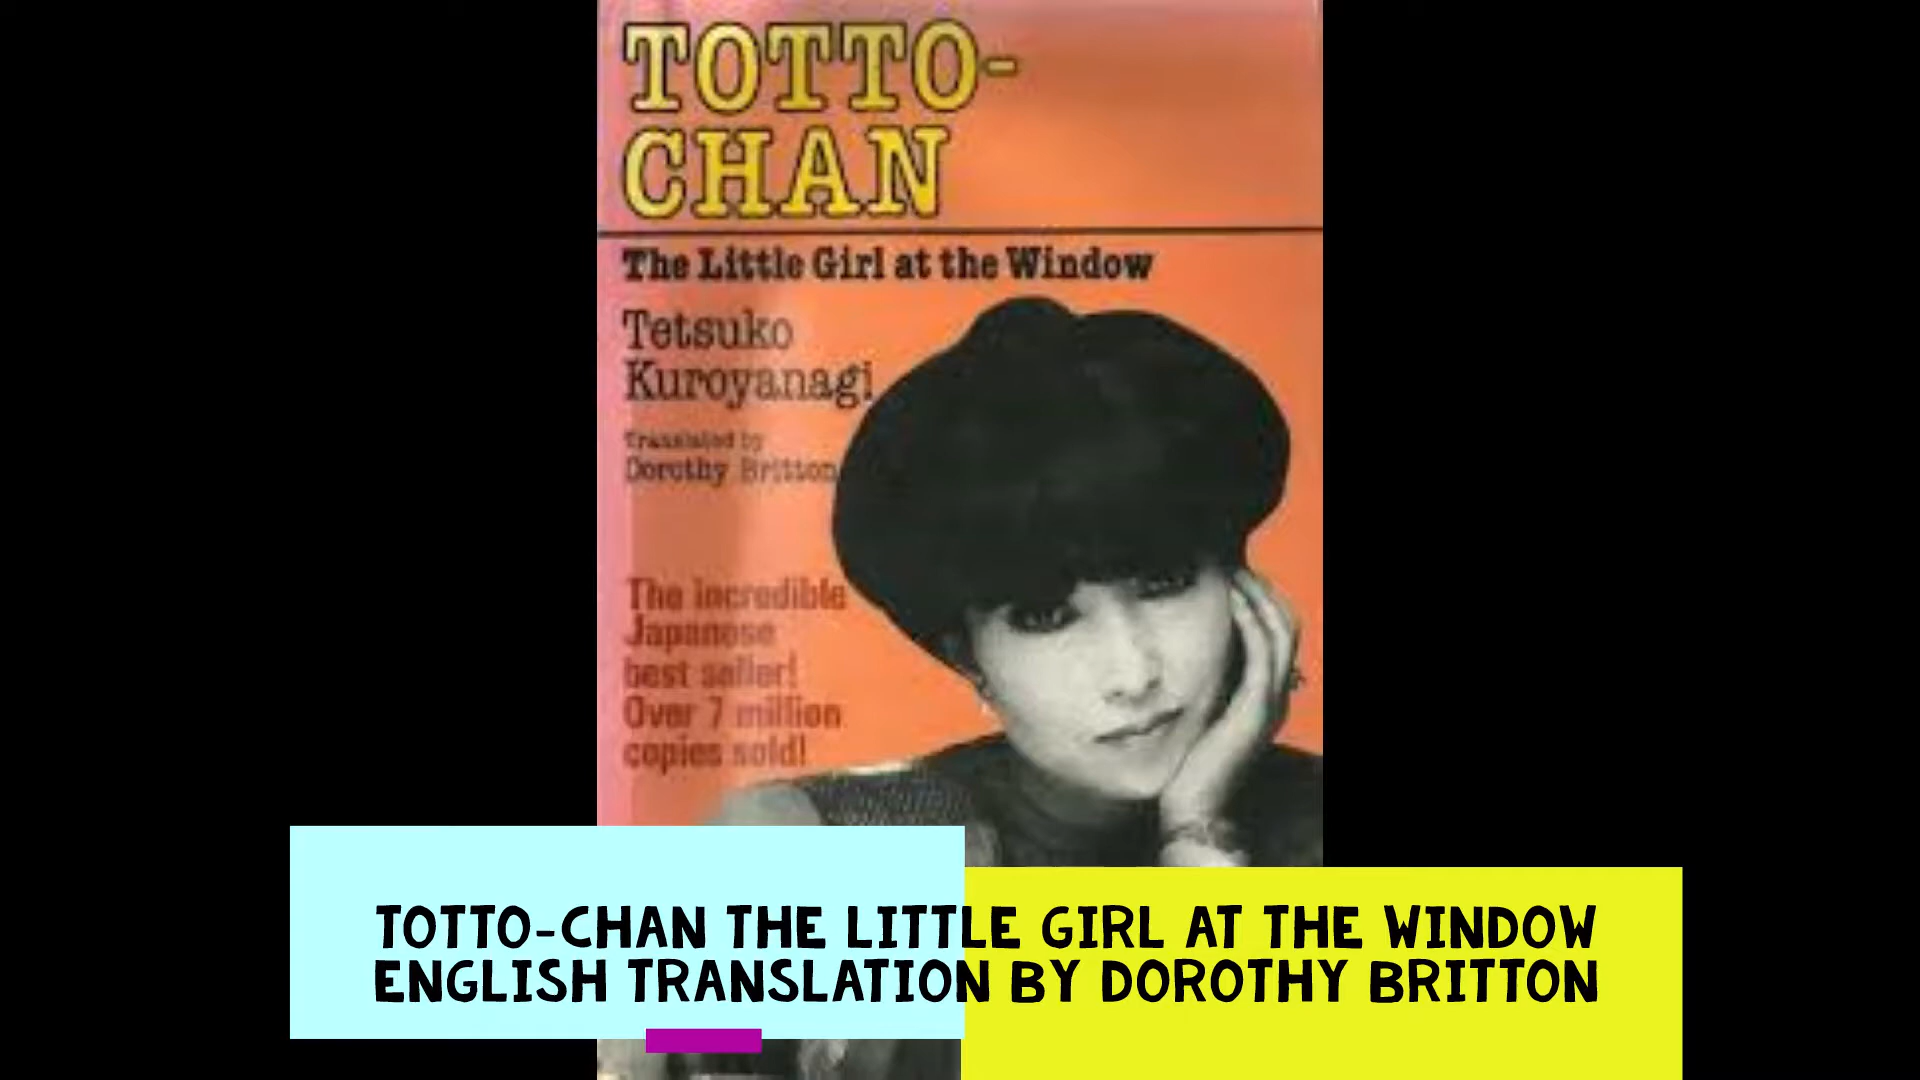 TOTTO-
CHAN
The Little Girl at the Window
Tetsuko
Kuroyanagi
Translated by
Dorothy Britton
The incredible
Japanese
best seller!
Over 7 million
copies sold!
TOTTO-CHAN THE LITTLE GIRL AT THE WINDOW
ENGLISH TRANSLATION BY DOROTHY BRITTON